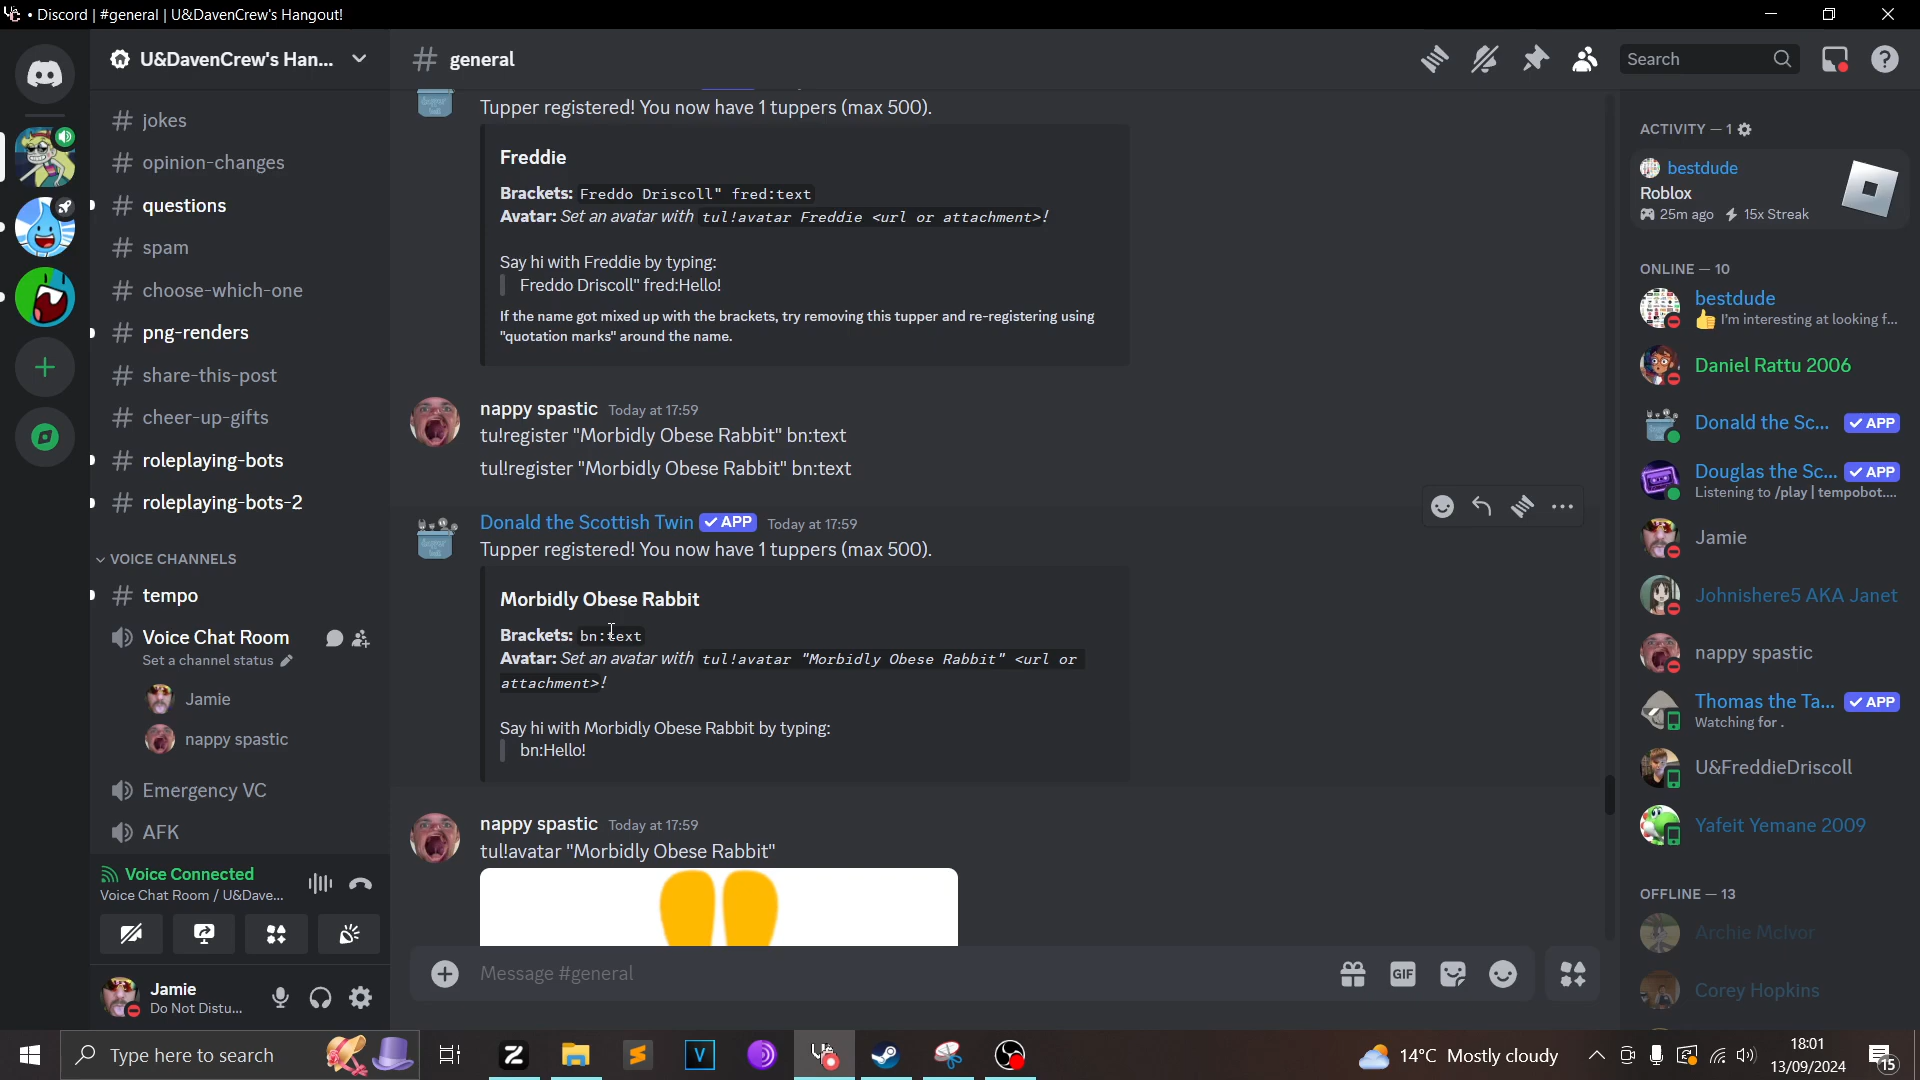 • Discord | #general | U&DavenCrew's Hangout!
U&DavenCrew's Han...
jokes
opinion-changes
questions
spam
choose-which-one
png-renders
share-this-post
cheer-up-gifts
roleplaying-bots
roleplaying-bots-2
VOICE CHANNELS
tempo
Voice Chat Room
Set a channel status
Jamie
nappy spastic
Emergency VC
AFK
Voice Connected
Voice Chat Room / U&Dave...
Jamie
Do Not Distu...
general
Search
Tupper registered! You now have 1 tuppers (max 500).
Freddie
Brackets: Freddo Driscoll" fred:text
Avatar: Set an avatar with tul!avatar Freddie <url or attachment>!
Say hi with Freddie by typing:
Freddo Driscoll" fred:Hello!
If the name got mixed up with the brackets, try removing this tupper and re-registering using
"quotation marks" around the name.
nappy spastic Today at 17:59
tu!register "Morbidly Obese Rabbit" bn:text
tul!register "Morbidly Obese Rabbit" bn:text
Donald the Scottish Twin ✓ APP Today at 17:59
Tupper registered! You now have 1 tuppers (max 500).
Morbidly Obese Rabbit
Brackets: bn:text
Avatar: Set an avatar with tul!avatar "Morbidly Obese Rabbit" <url or
attachment>!
Say hi with Morbidly Obese Rabbit by typing:
bn:Hello!
nappy spastic Today at 17:59
tul!avatar "Morbidly Obese Rabbit"
Message #general
GIF
ACTIVITY — 1
bestdude
Roblox
25m ago 15x Streak
ONLINE — 10
bestdude
👍 I'm interesting at looking f...
Daniel Rattu 2006
Donald the Sc... ✓ APP
Douglas the Sc... ✓ APP
Listening to /play | tempobot....
Jamie
Johnishere5 AKA Janet
nappy spastic
Thomas the Ta... ✓ APP
Watching for .
U&FreddieDriscoll
Yafeit Yemane 2009
OFFLINE — 13
Archie McIvor
Corey Hopkins
Type here to search
14°C Mostly cloudy
18:01
13/09/2024
15